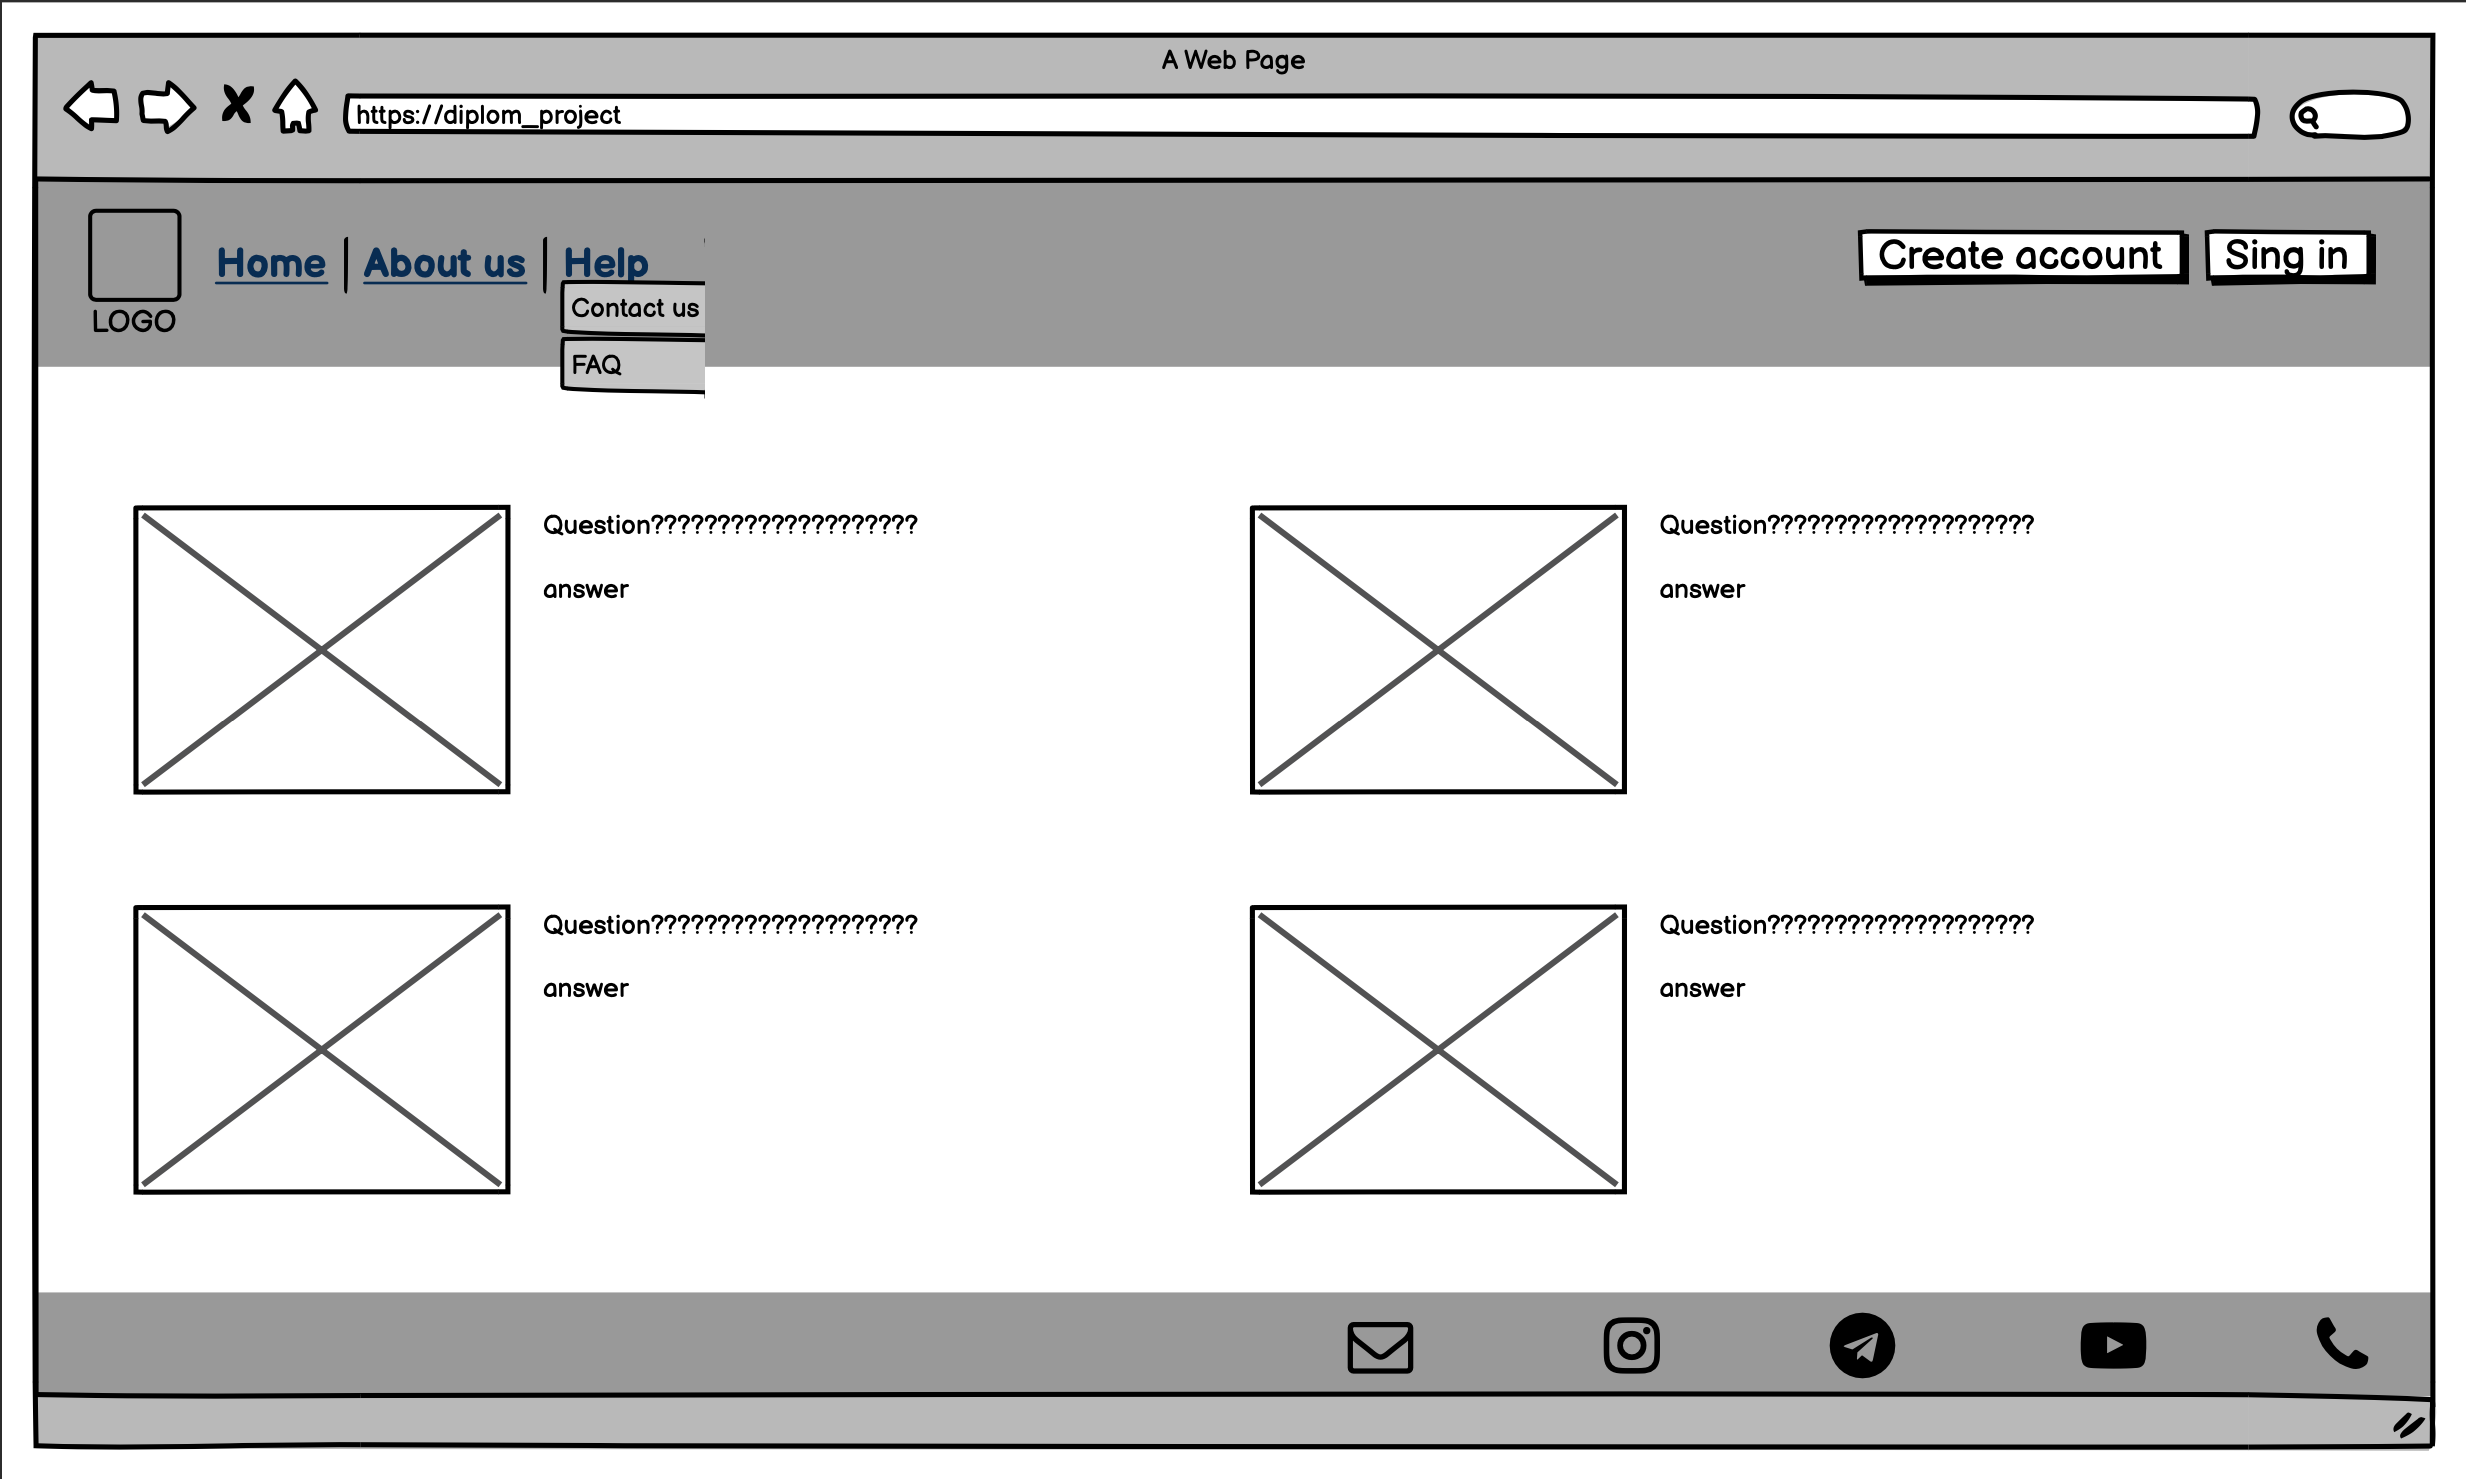 A Web Page
https://diplom_project
Home About us Help Create account Sing in
LOGO
Contact us
FAQ
Question???????????????????? Question????????????????????
answer answer
Question???????????????????? Question????????????????????
answer answer